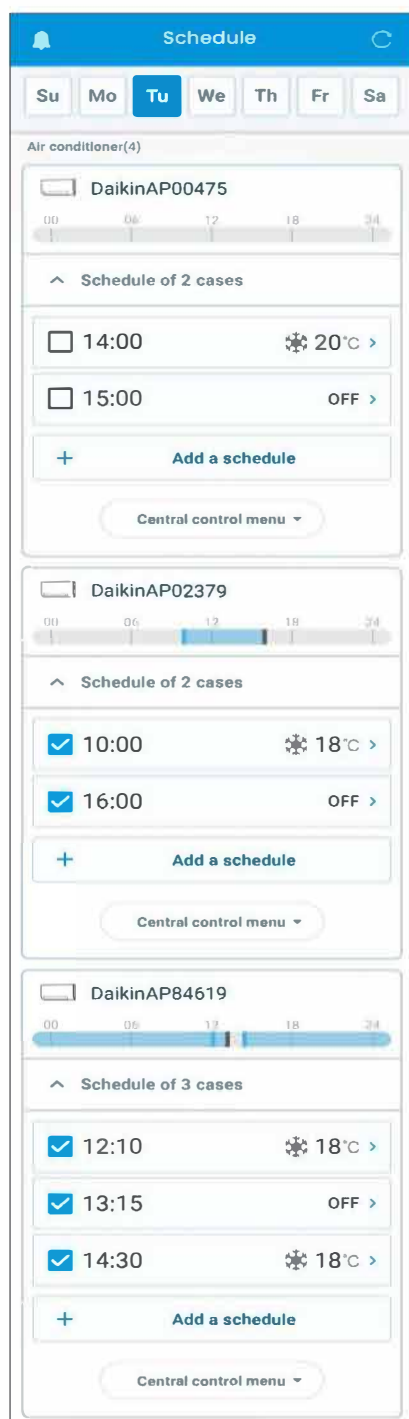 Schedule
Su Mo Tu We Th Fr Sa
Air conditioner(4)
DaikinAP00475
00 06 12 18 24
Schedule of 2 cases
14:00 20°C >
15:00 OFF >
+ Add a schedule
Central control menu
DaikinAP02379
00 06 12 18 24
Schedule of 2 cases
10:00 18°C >
16:00 OFF >
+ Add a schedule
Central control menu
DaikinAP84619
00 06 12 18 24
Schedule of 3 cases
12:10 18°C >
13:15 OFF >
14:30 18°C >
+ Add a schedule
Central control menu